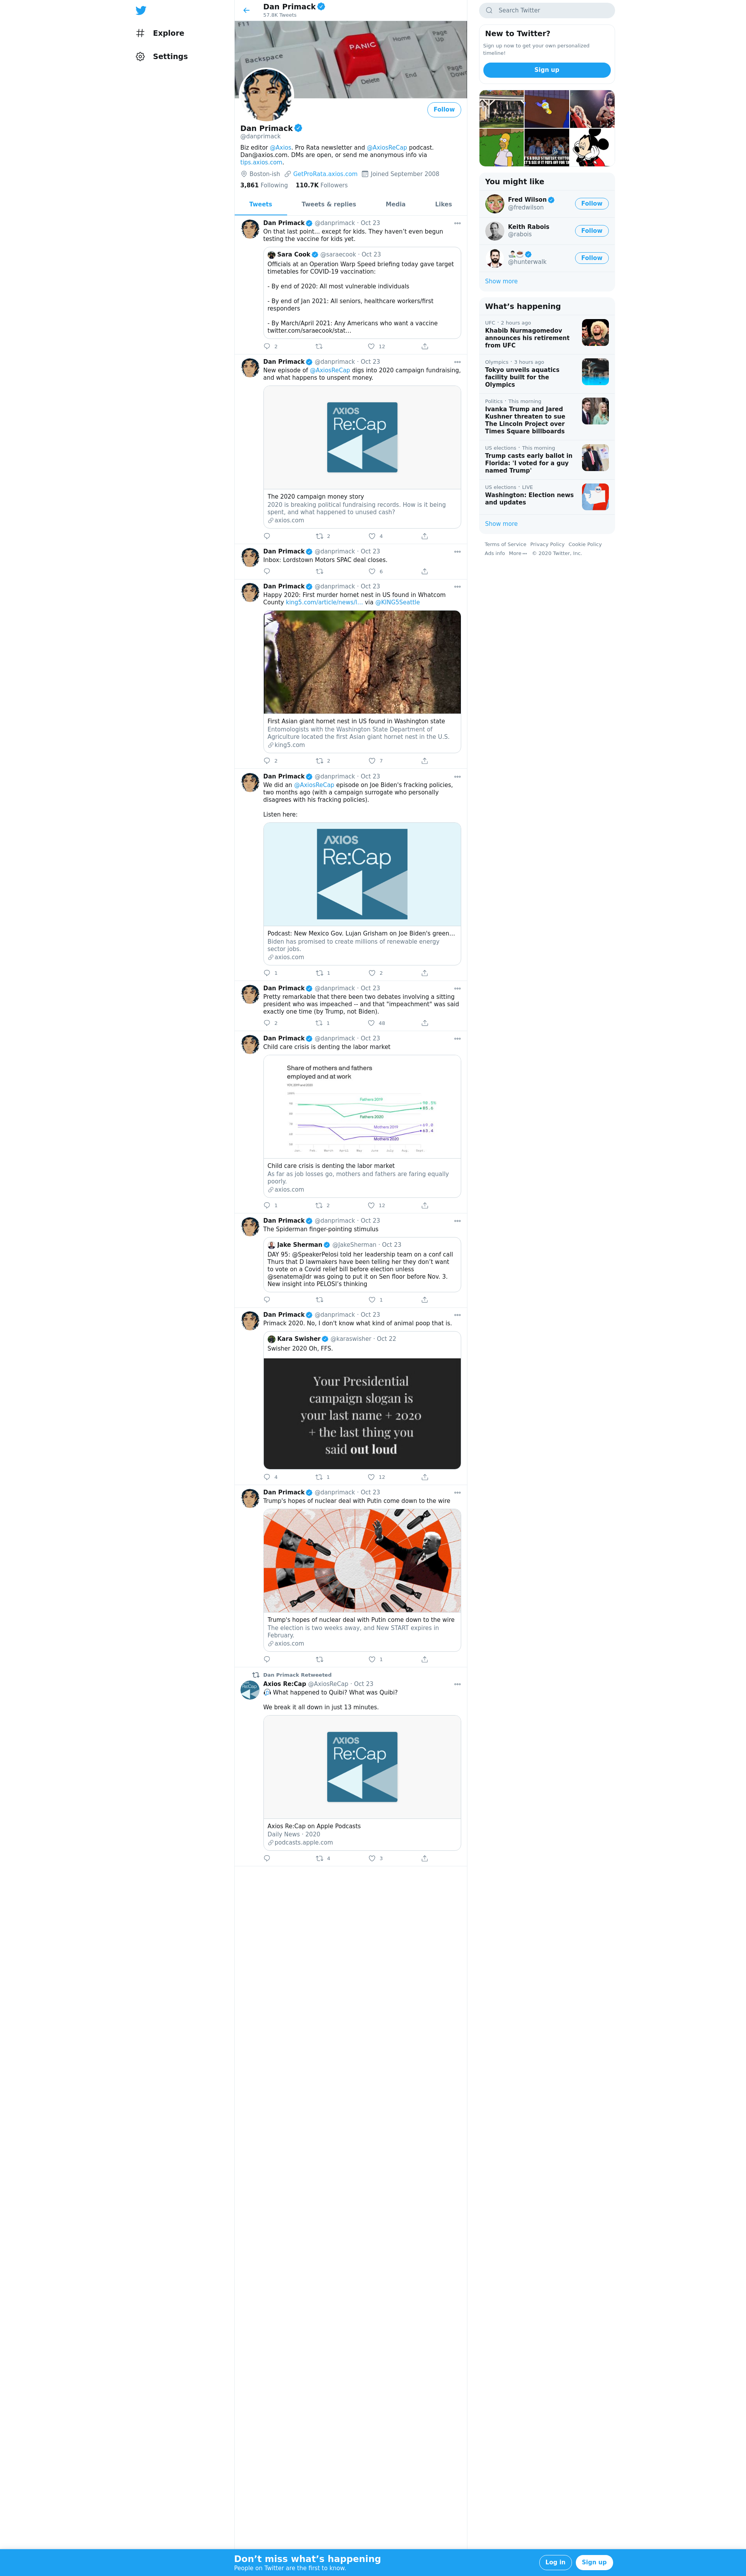 Explore
Settings
Dan Primack
57.8K Tweets
Backspace
PANIC
Home
Page
Up
Delete
End
Page
Down
Follow
Dan Primack
@danprimack
Biz editor @Axios. Pro Rata newsletter and @AxiosReCap podcast.
Dan@axios.com. DMs are open, or send me anonymous info via
tips.axios.com.
Boston-ish GetProRata.axios.com Joined September 2008
3,861 Following 110.7K Followers
Tweets Tweets & replies Media Likes
Dan Primack @danprimack · Oct 23
On that last point... except for kids. They haven't even begun
testing the vaccine for kids yet.
Sara Cook @saraecook · Oct 23
Officials at an Operation Warp Speed briefing today gave target
timetables for COVID-19 vaccination:
- By end of 2020: All most vulnerable individuals
- By end of Jan 2021: All seniors, healthcare workers/first
responders
- By March/April 2021: Any Americans who want a vaccine
twitter.com/saraecook/stat...
2 12
Dan Primack @danprimack · Oct 23
New episode of @AxiosReCap digs into 2020 campaign fundraising,
and what happens to unspent money.
AXIOS
Re:Cap
The 2020 campaign money story
2020 is breaking political fundraising records. How is it being
spent, and what happened to unused cash?
axios.com
2 4
Dan Primack @danprimack · Oct 23
Inbox: Lordstown Motors SPAC deal closes.
6
Dan Primack @danprimack · Oct 23
Happy 2020: First murder hornet nest in US found in Whatcom
County king5.com/article/news/l... via @KING5Seattle
First Asian giant hornet nest in US found in Washington state
Entomologists with the Washington State Department of
Agriculture located the first Asian giant hornet nest in the U.S.
king5.com
2 2 7
Dan Primack @danprimack · Oct 23
We did an @AxiosReCap episode on Joe Biden's fracking policies,
two months ago (with a campaign surrogate who personally
disagrees with his fracking policies).
Listen here:
AXIOS
Re:Cap
Podcast: New Mexico Gov. Lujan Grisham on Joe Biden's green...
Biden has promised to create millions of renewable energy
sector jobs.
axios.com
1 1 2
Dan Primack @danprimack · Oct 23
Pretty remarkable that there been two debates involving a sitting
president who was impeached -- and that "impeachment" was said
exactly one time (by Trump, not Biden).
2 1 48
Dan Primack @danprimack · Oct 23
Child care crisis is denting the labor market
Share of mothers and fathers
employed and at work
Fathers 2019
Fathers 2020
Mothers 2019
Mothers 2020
Child care crisis is denting the labor market
As far as job losses go, mothers and fathers are faring equally
poorly.
axios.com
1 2 12
Dan Primack @danprimack · Oct 23
The Spiderman finger-pointing stimulus
Jake Sherman @JakeSherman · Oct 23
DAY 95: @SpeakerPelosi told her leadership team on a conf call
Thurs that D lawmakers have been telling her they don't want
to vote on a Covid relief bill before election unless
@senatemajldr was going to put it on Sen floor before Nov. 3.
New insight into PELOSI's thinking
1
Dan Primack @danprimack · Oct 23
Primack 2020. No, I don't know what kind of animal poop that is.
Kara Swisher @karaswisher · Oct 22
Swisher 2020 Oh, FFS.
Your Presidential
campaign slogan is
your last name + 2020
+ the last thing you
said out loud
4 1 12
Dan Primack @danprimack · Oct 23
Trump's hopes of nuclear deal with Putin come down to the wire
Trump's hopes of nuclear deal with Putin come down to the wire
The election is two weeks away, and New START expires in
February.
axios.com
1
Dan Primack Retweeted
Axios Re:Cap @AxiosReCap · Oct 23
What happened to Quibi? What was Quibi?
We break it all down in just 13 minutes.
AXIOS
Re:Cap
Axios Re:Cap on Apple Podcasts
Daily News · 2020
podcasts.apple.com
4 3
Search Twitter
New to Twitter?
Sign up now to get your own personalized
timeline!
Sign up
You might like
Fred Wilson
@fredwilson
Follow
Keith Rabois
@rabois
Follow
@hunterwalk
Follow
Show more
What's happening
UFC · 2 hours ago
Khabib Nurmagomedov
announces his retirement
from UFC
Olympics · 3 hours ago
Tokyo unveils aquatics
facility built for the
Olympics
Politics · This morning
Ivanka Trump and Jared
Kushner threaten to sue
The Lincoln Project over
Times Square billboards
US elections · This morning
Trump casts early ballot in
Florida: 'I voted for a guy
named Trump'
US elections · LIVE
Washington: Election news
and updates
Show more
Terms of Service Privacy Policy Cookie Policy
Ads info More © 2020 Twitter, Inc.
Don't miss what's happening
People on Twitter are the first to know.
Log in
Sign up